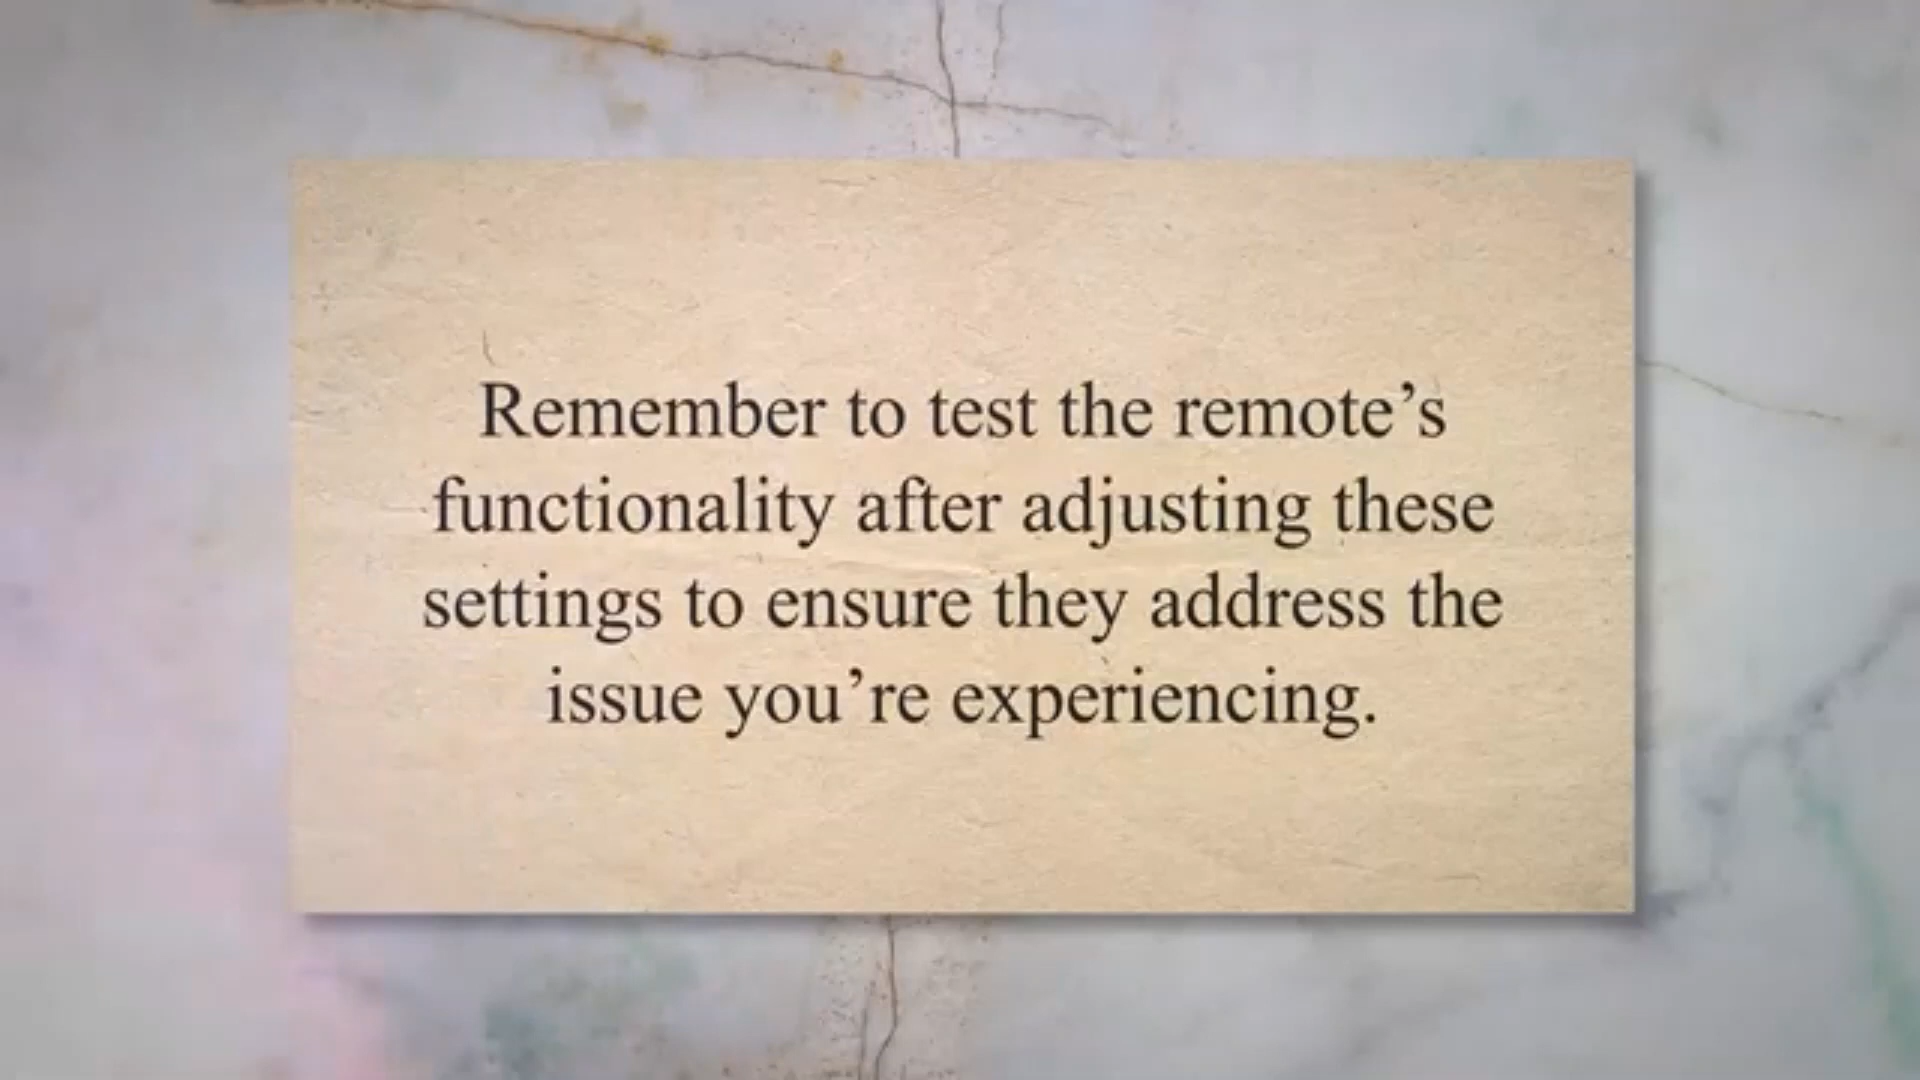 Remember to test the remote’s
functionality after adjusting these
settings to ensure they address the
issue you’re experiencing.